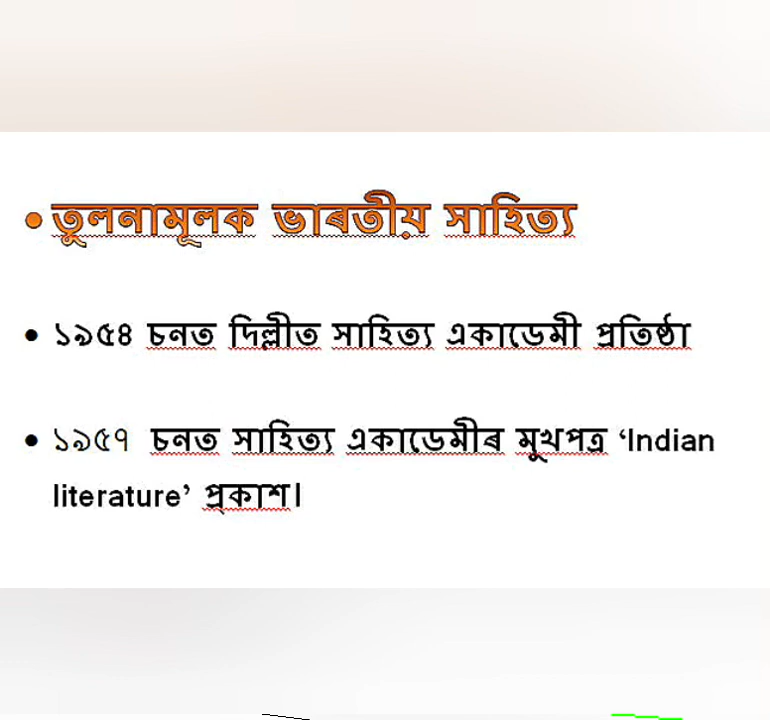 • তুলনামূলক ভাৰতীয় সাহিত্য
• ১৯৫৪ চনত দিল্লীত সাহিত্য একাডেমী প্ৰতিষ্ঠা
• ১৯৫৭ চনত সাহিত্য একাডেমীৰ মুখপত্ৰ ‘Indian
literature’ প্ৰকাশ।